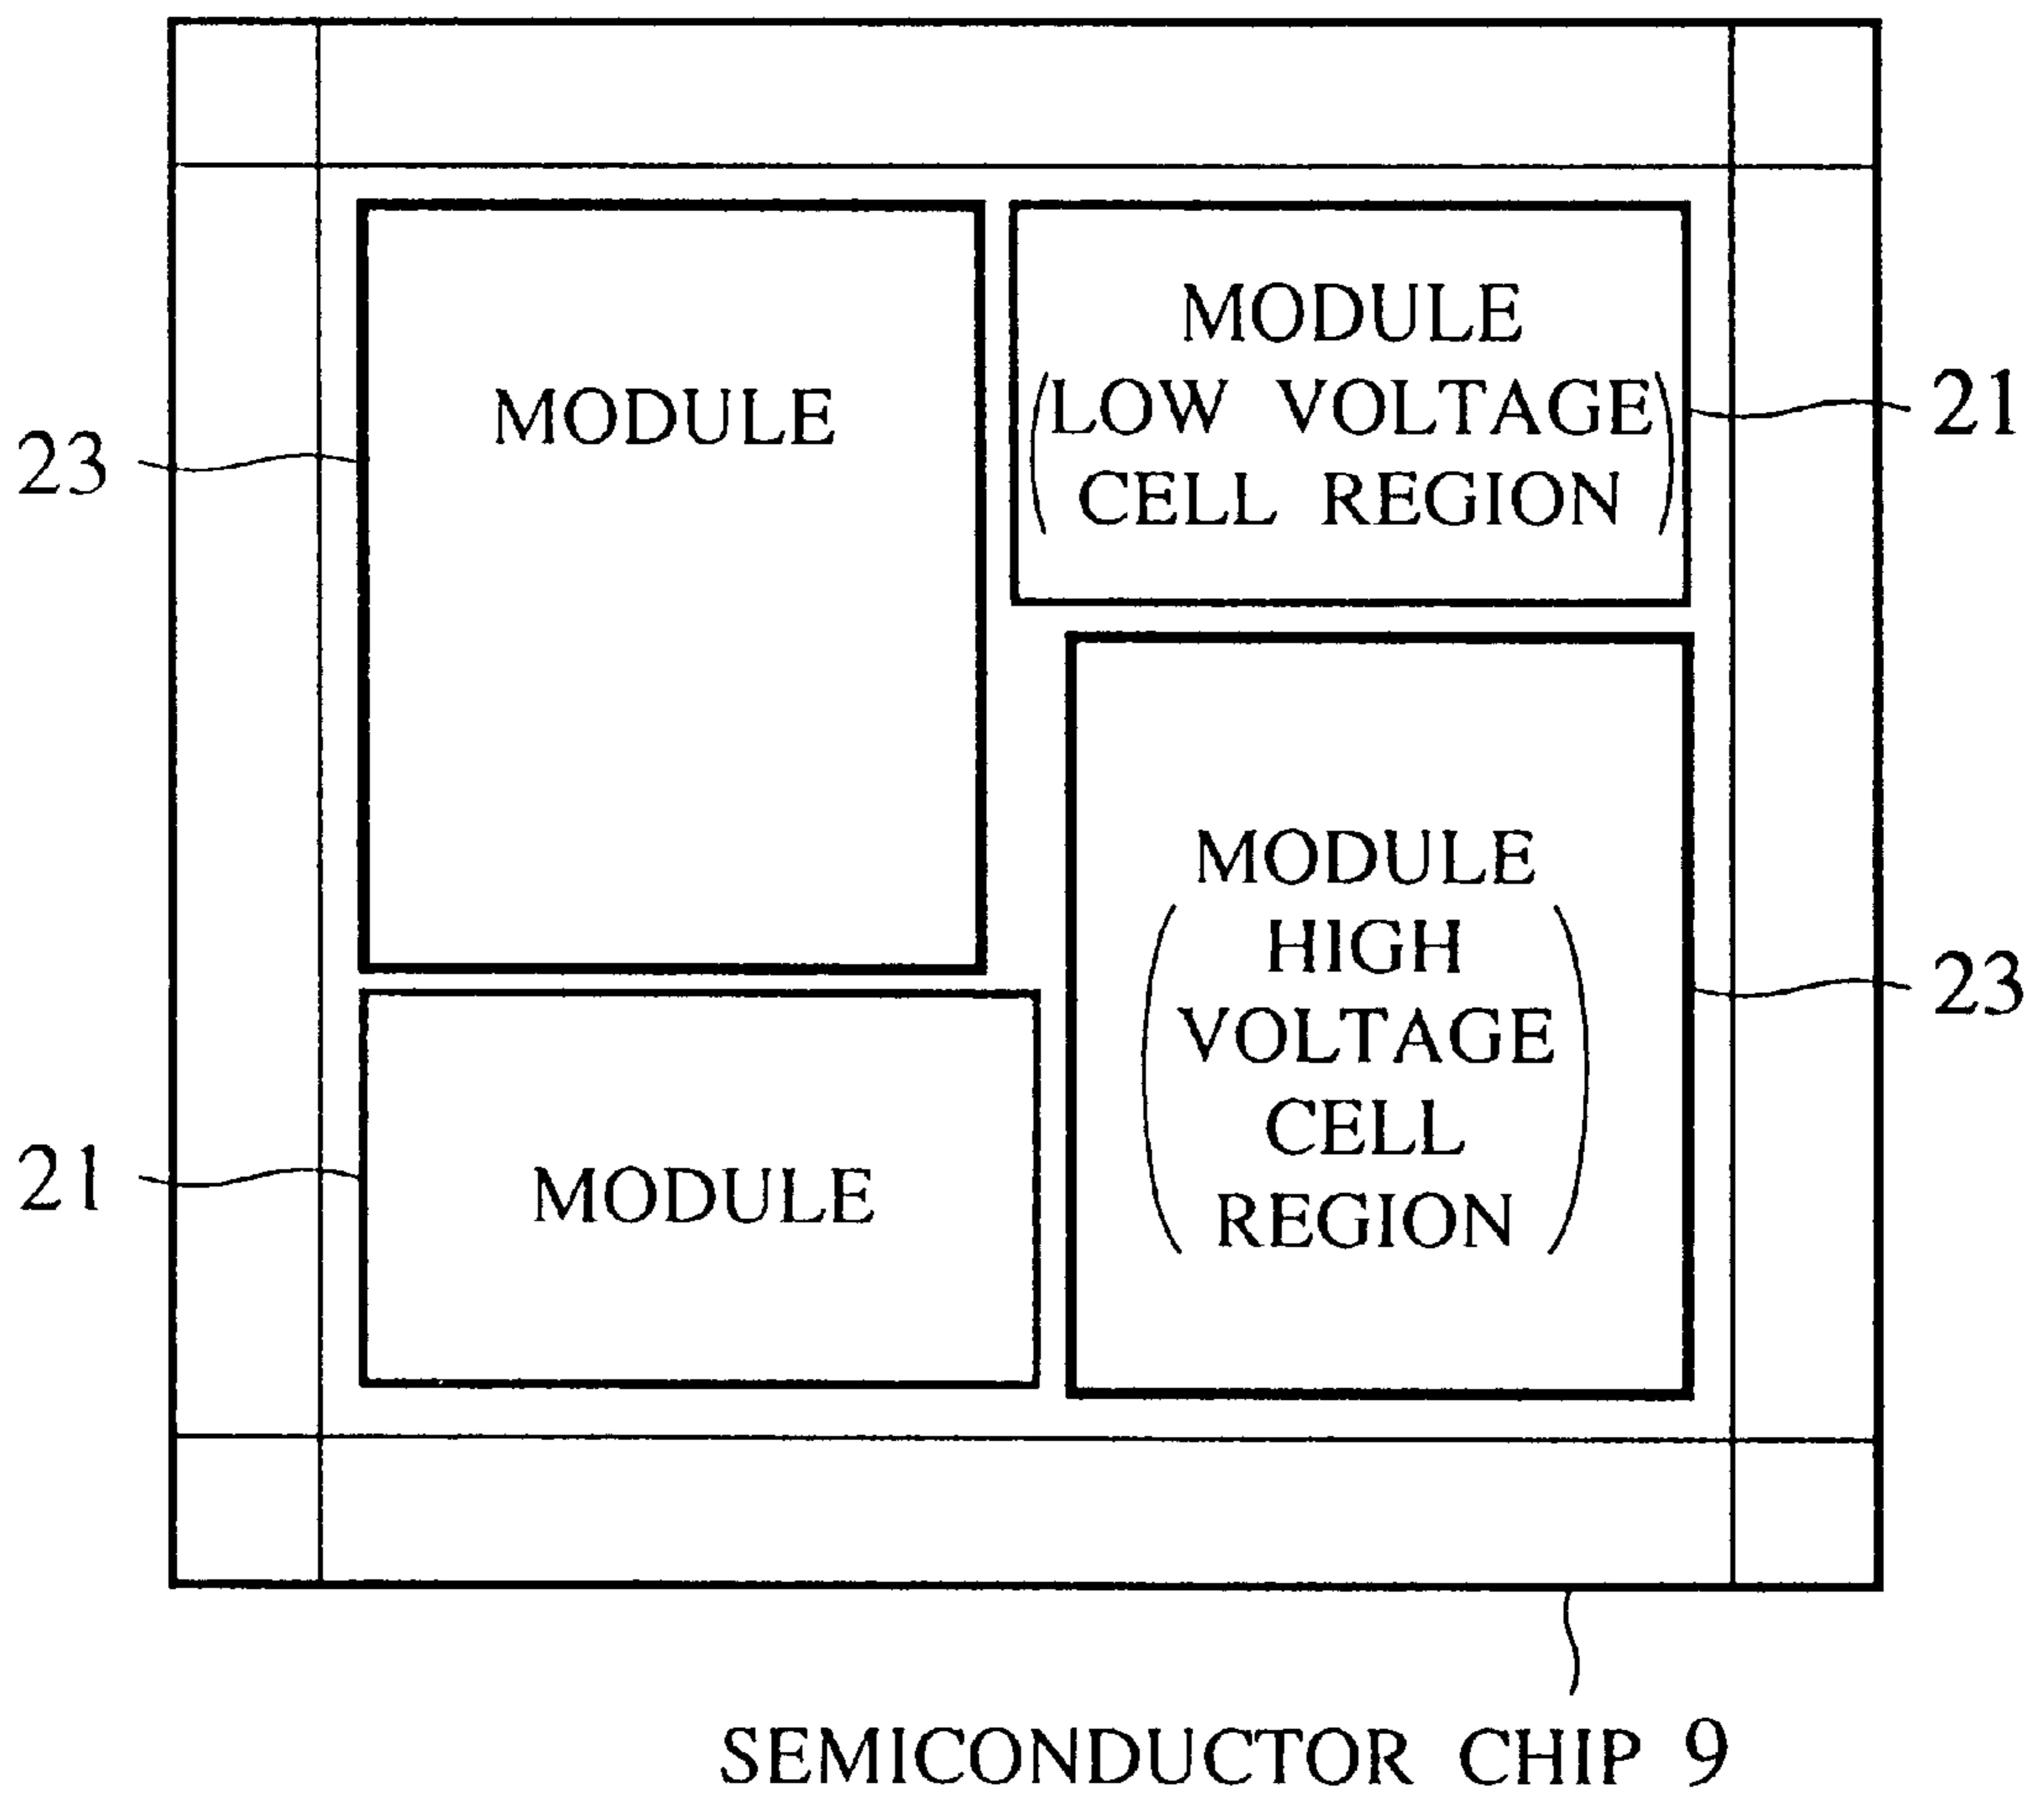 MODULE
MODULE
(LOW VOLTAGE
CELL REGION)
21
23
MODULE
(HIGH
VOLTAGE
CELL
REGION)
23
21
MODULE
SEMICONDUCTOR CHIP 9